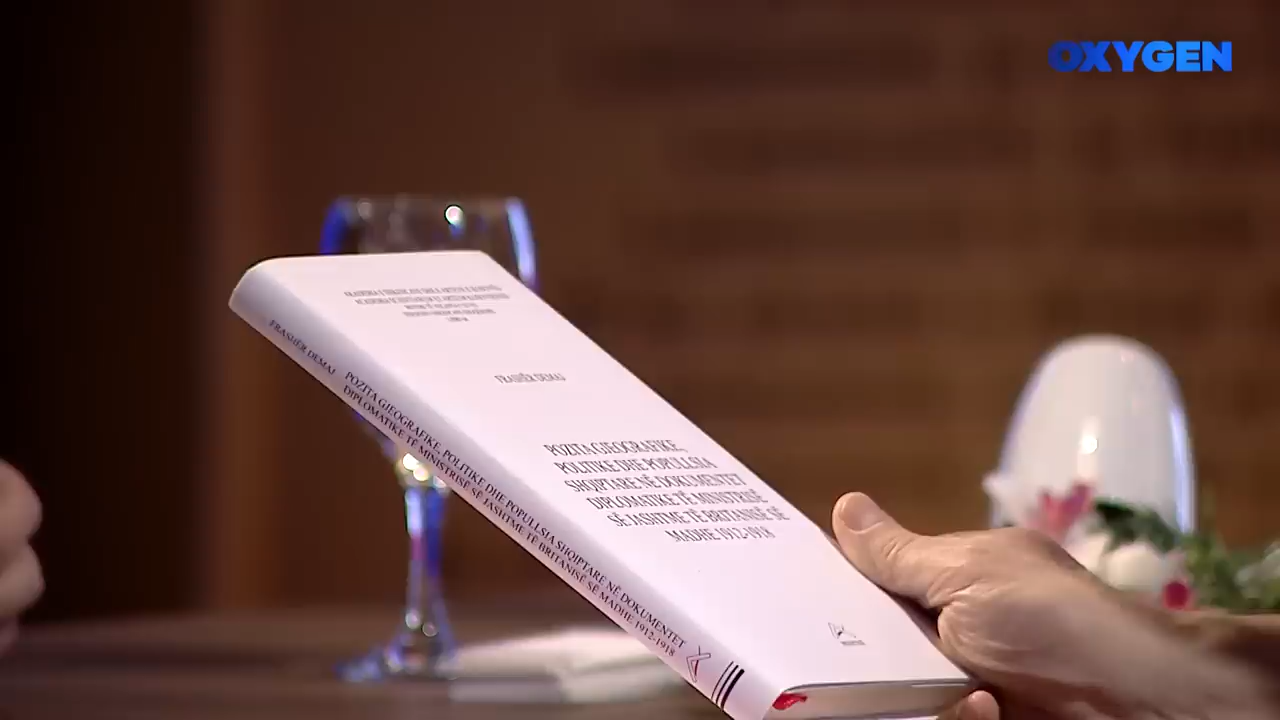 OXYGEN
FRASHËR DEMAJ
POZITA GJEOGRAFIKE,
POLITIKE DHE POPULLSIA
SHQIPTARE NË DOKUMENTET
DIPLOMATIKE TË MINISTRISË
SË JASHTME TË BRITANISË SË
MADHE 1912-1918
FRASHËR DEMAJ
POZITA GJEOGRAFIKE, POLITIKE DHE POPULLSIA SHQIPTARE NË DOKUMENTET
DIPLOMATIKE TË MINISTRISË SË JASHTME TË BRITANISË SË MADHE 1912-1918